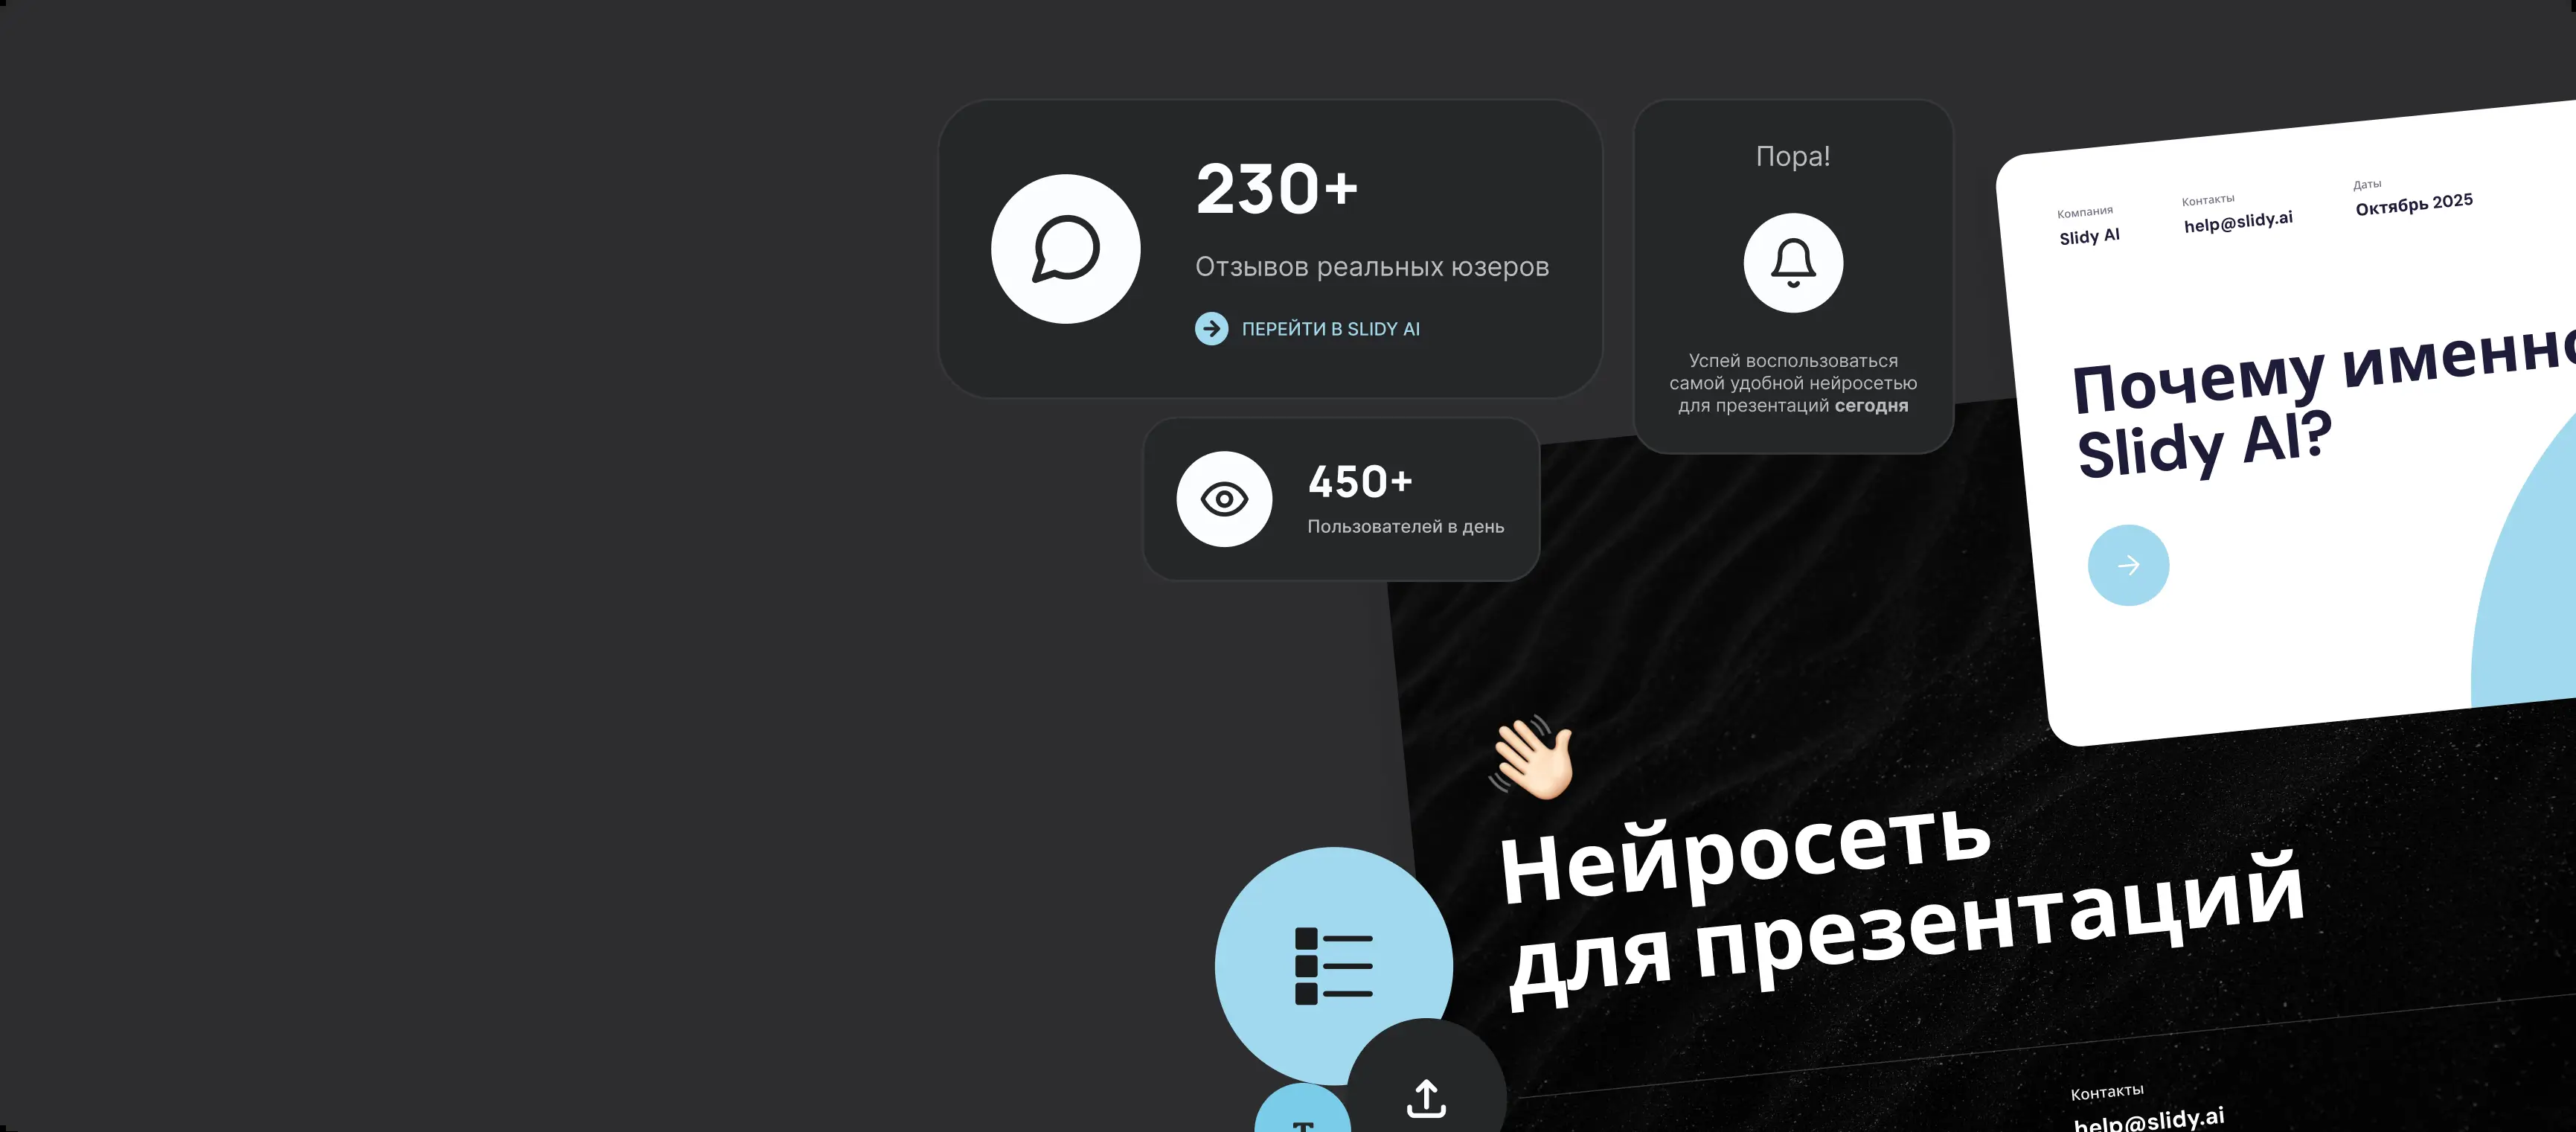 230+
Отзывов реальных юзеров
ПЕРЕЙТИ В SLIDY AI
Пора!
Успей воспользоваться
самой удобной нейросетью
для презентаций сегодня
450+
Пользователей в день
Компания
Slidy AI
Контакты
help@slidy.ai
Даты
Октябрь 2025
Почему именно
Slidy AI?
Нейросеть
для презентаций
Контакты
help@slidy.ai
T